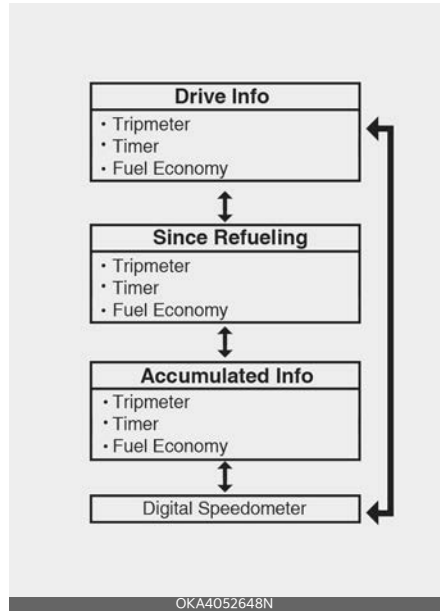 Drive Info
· Tripmeter
· Timer
· Fuel Economy
Since Refueling
· Tripmeter
· Timer
· Fuel Economy
Accumulated Info
· Tripmeter
· Timer
· Fuel Economy
Digital Speedometer
OKA4052648N